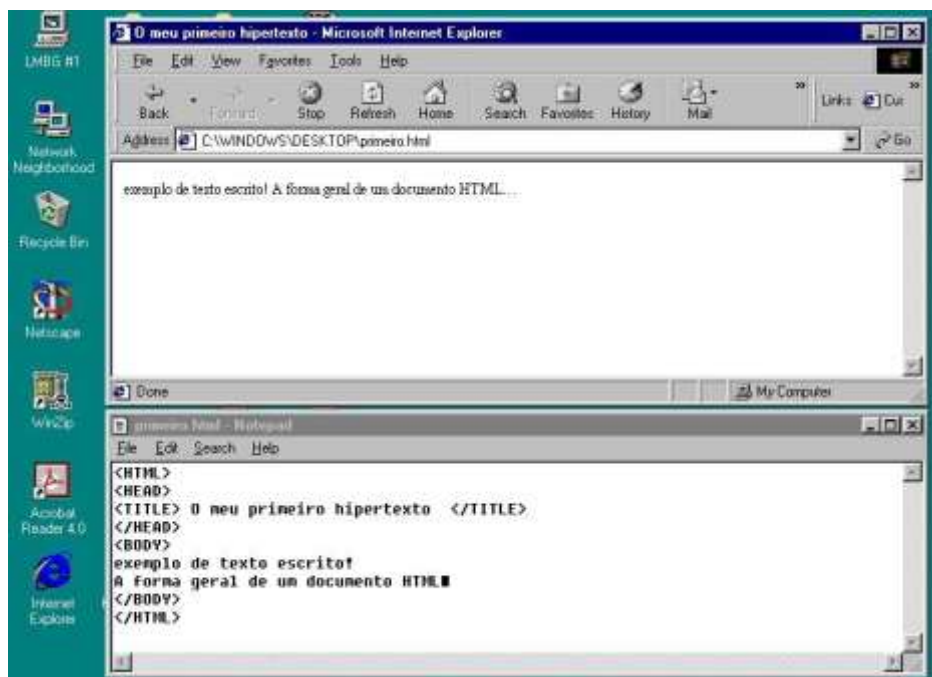 LMBG #1
Network
Neighborhood
Recycle Bin
Netscape
WinZip
Acrobat
Reader 4.0
Internet
Explorer
O meu primeiro hipertexto - Microsoft Internet Explorer
File Edit View Favorites Tools Help
Back Forward Stop Refresh Home Search Favorites History Mail » Links »
Address C:\WINDOWS\DESKTOP\primeiro.html Go
exemplo de texto escrito! A forma geral de um documento HTML...
Done My Computer
primeiro.html - Notepad
File Edit Search Help
<HTML>
<HEAD>
<TITLE> O meu primeiro hipertexto </TITLE>
</HEAD>
<BODY>
exemplo de texto escrito!
A forma geral de um documento HTML
</BODY>
</HTML>